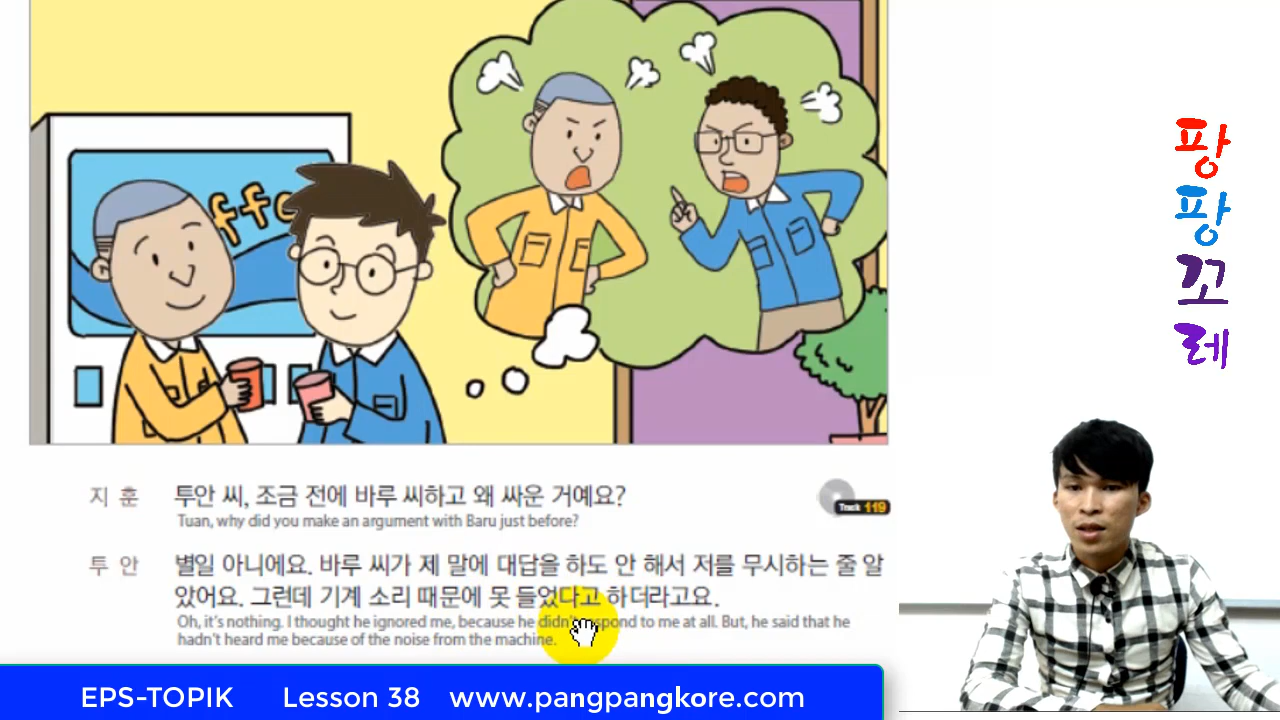 ffe
팡
팡
꼬
레
지 훈 투안 씨, 조금 전에 바루 씨하고 왜 싸운 거예요?
Tuan, why did you make an argument with Baru just before?
Track 119
투 안 별일 아니에요. 바루 씨가 제 말에 대답을 하도 안 해서 저를 무시하는 줄 알
았어요. 그런데 기계 소리 때문에 못 들었다고 하더라고요.
Oh, it's nothing. I thought he ignored me, because he didn't respond to me at all. But, he said that he
hadn't heard me because of the noise from the machine.
EPS-TOPIK Lesson 38 www.pangpangkore.com